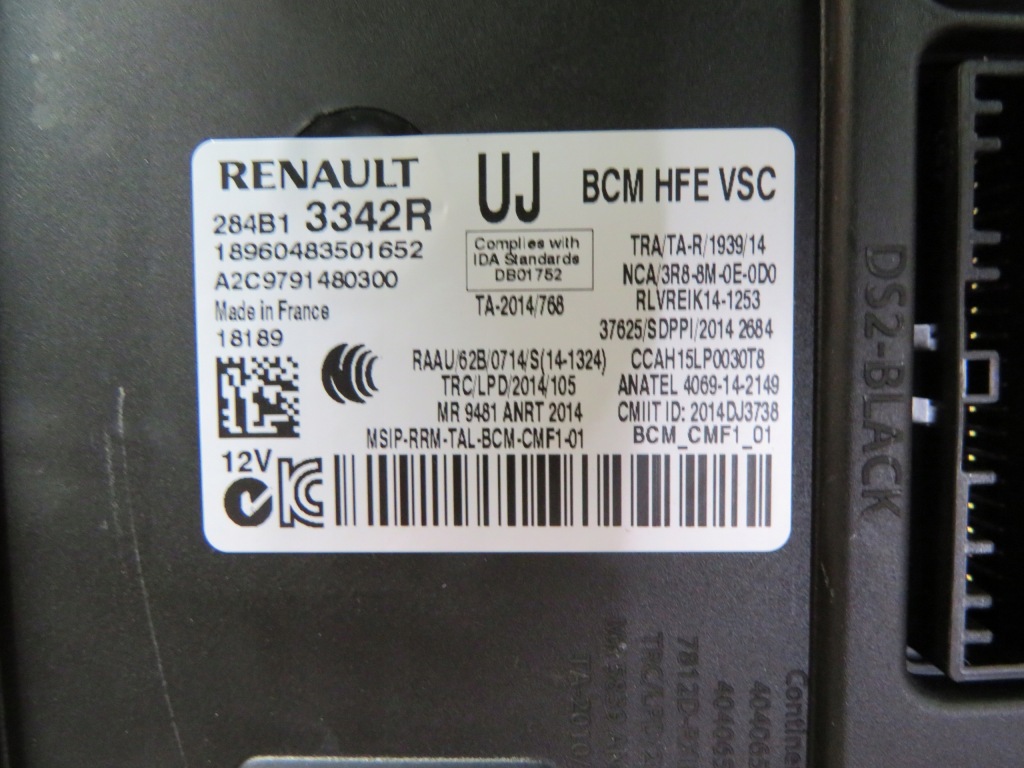 RENAULT
UJ
BCM HFE VSC
284B1 3342R
18960483501652
A2C9791480300
Made in France
18189
Complies with
IDA Standards
DB01752
TA-2014/768
TRA/TA-R/1939/14
NCA/3R8-8M-0E-0D0
RLVREIK14-1253
37625/SDPPI/2014 2684
RAAU/62B/0714/S(14-1324)
CCAH15LP0030T8
TRC/LPD/2014/105
ANATEL 4069-14-2149
MR 9481 ANRT 2014
CMIIT ID: 2014DJ3738
MSIP-RRM-TAL-BCM-CMF1-01
BCM_CMF1_01
12V
DS2-BLACK